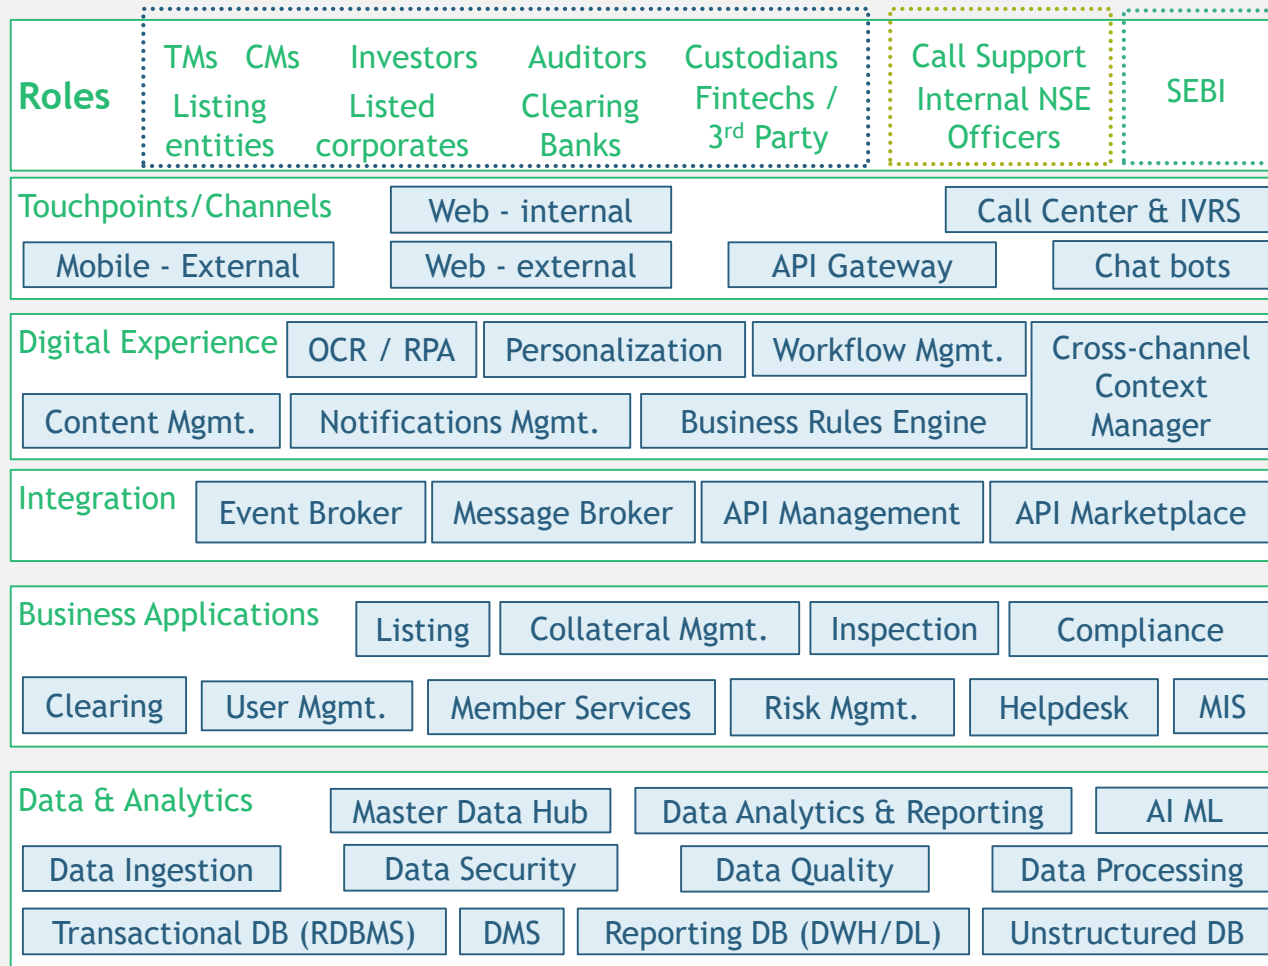 Roles
TMs CMs Investors Auditors Custodians
Listing entities
Listed corporates
Clearing Banks
Fintechs / 3rd Party
Call Support
Internal NSE Officers
SEBI
Touchpoints/Channels
Web - internal
Call Center & IVRS
Mobile - External
Web - external
API Gateway
Chat bots
Digital Experience
OCR / RPA
Personalization
Workflow Mgmt.
Cross-channel
Context
Manager
Content Mgmt.
Notifications Mgmt.
Business Rules Engine
Integration
Event Broker
Message Broker
API Management
API Marketplace
Business Applications
Listing
Collateral Mgmt.
Inspection
Compliance
Clearing
User Mgmt.
Member Services
Risk Mgmt.
Helpdesk
MIS
Data & Analytics
Master Data Hub
Data Analytics & Reporting
AI ML
Data Ingestion
Data Security
Data Quality
Data Processing
Transactional DB (RDBMS)
DMS
Reporting DB (DWH/DL)
Unstructured DB